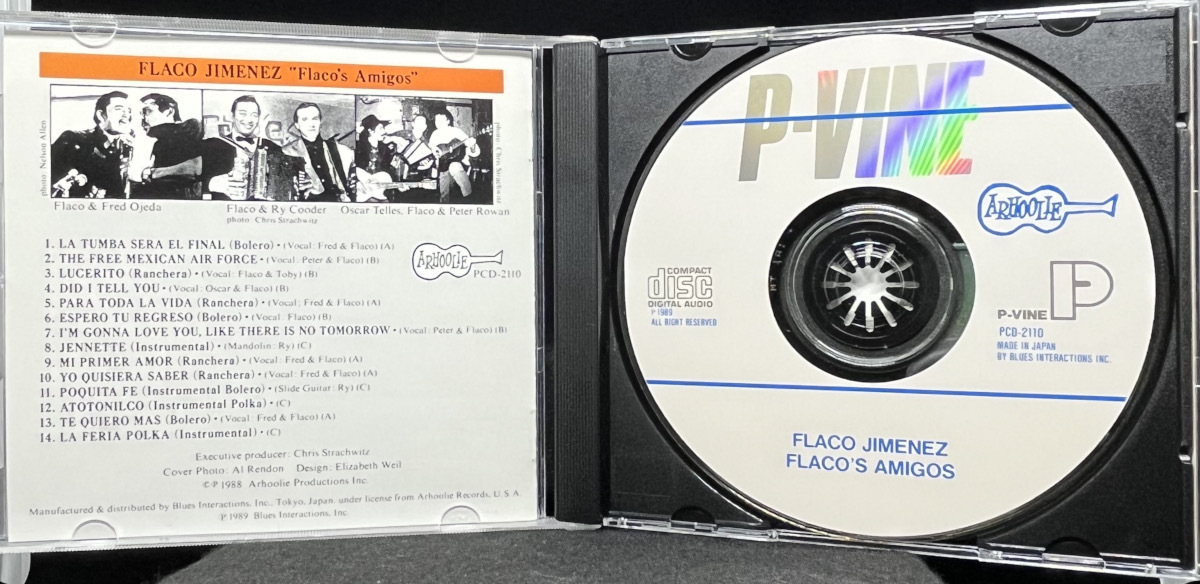 FLACO JIMENEZ "Flaco's Amigos"
photo: Nelson Allen
photo: Chris Strachwitz
Flaco & Fred Ojeda
Flaco & Ry Cooder
photo: Chris Strachwitz
Oscar Telles, Flaco & Peter Rowan
1. LA TUMBA SERA EL FINAL (Bolero) • (Vocal: Fred & Flaco) (A)
2. THE FREE MEXICAN AIR FORCE • (Vocal: Peter & Flaco) (B)
3. LUCERITO (Ranchera) • (Vocal: Flaco & Toby) (B)
4. DID I TELL YOU • (Vocal: Oscar & Flaco) (B)
5. PARA TODA LA VIDA (Ranchera) • (Vocal: Fred & Flaco) (A)
6. ESPERO TU REGRESO (Bolero) • (Vocal: Flaco) (B)
7. I'M GONNA LOVE YOU, LIKE THERE IS NO TOMORROW • (Vocal: Peter & Flaco) (B)
8. JENNETTE (Instrumental) • (Mandolin: Ry) (C)
9. MI PRIMER AMOR (Ranchera) • (Vocal: Fred & Flaco) (A)
10. YO QUISIERA SABER (Ranchera) • (Vocal: Fred & Flaco) (A)
11. POQUITA FE (Instrumental Bolero) • (Slide Guitar: Ry) (C)
12. ATOTONILCO (Instrumental Polka) • (C)
13. TE QUIERO MAS (Bolero) • (Vocal: Fred & Flaco) (A)
14. LA FERIA POLKA (Instrumental) • (C)
ARHOOLIE
PCD-2110
Executive producer: Chris Strachwitz
Cover Photo: Al Rendon Design: Elizabeth Weil
©℗ 1988 Arhoolie Productions Inc.
Manufactured & distributed by Blues Interactions, Inc., Tokyo, Japan, under license from Arhoolie Records, U.S.A.
℗ 1989 Blues Interactions, Inc.
P-VINE
ARHOOLIE
COMPACT
disc
DIGITAL AUDIO
℗ 1989
ALL RIGHT RESERVED
P-VINE
PCD-2110
MADE IN JAPAN
BY BLUES INTERACTIONS INC.
FLACO JIMENEZ
FLACO'S AMIGOS